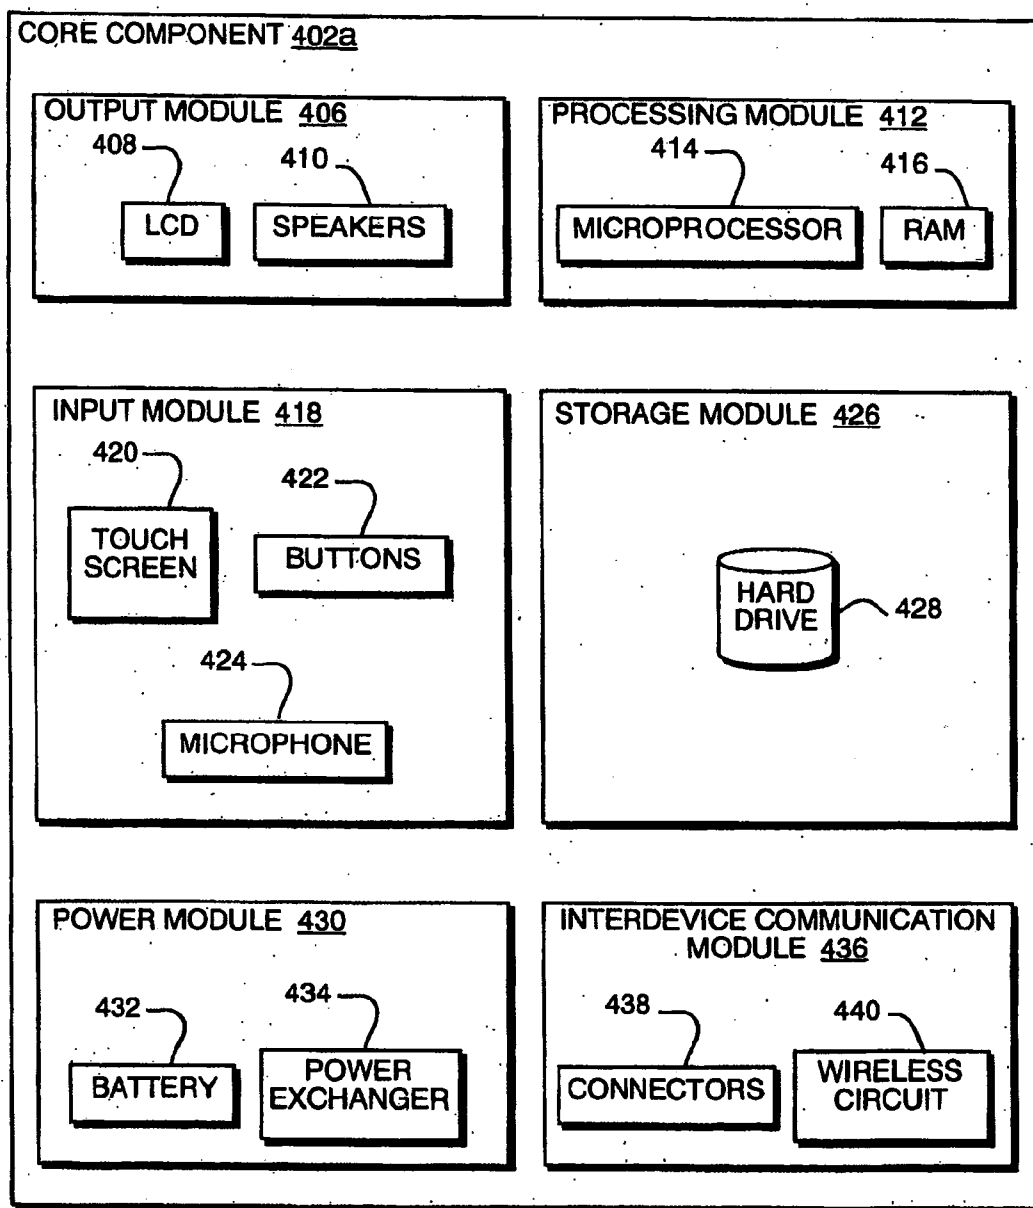 CORE COMPONENT 402a
OUTPUT MODULE 406
408
410
LCD
SPEAKERS
PROCESSING MODULE 412
414
416
MICROPROCESSOR
RAM
INPUT MODULE 418
420
422
TOUCH
SCREEN
BUTTONS
424
MICROPHONE
STORAGE MODULE 426
HARD
DRIVE
428
POWER MODULE 430
432
434
BATTERY
POWER
EXCHANGER
INTERDEVICE COMMUNICATION
MODULE 436
438
440
CONNECTORS
WIRELESS
CIRCUIT